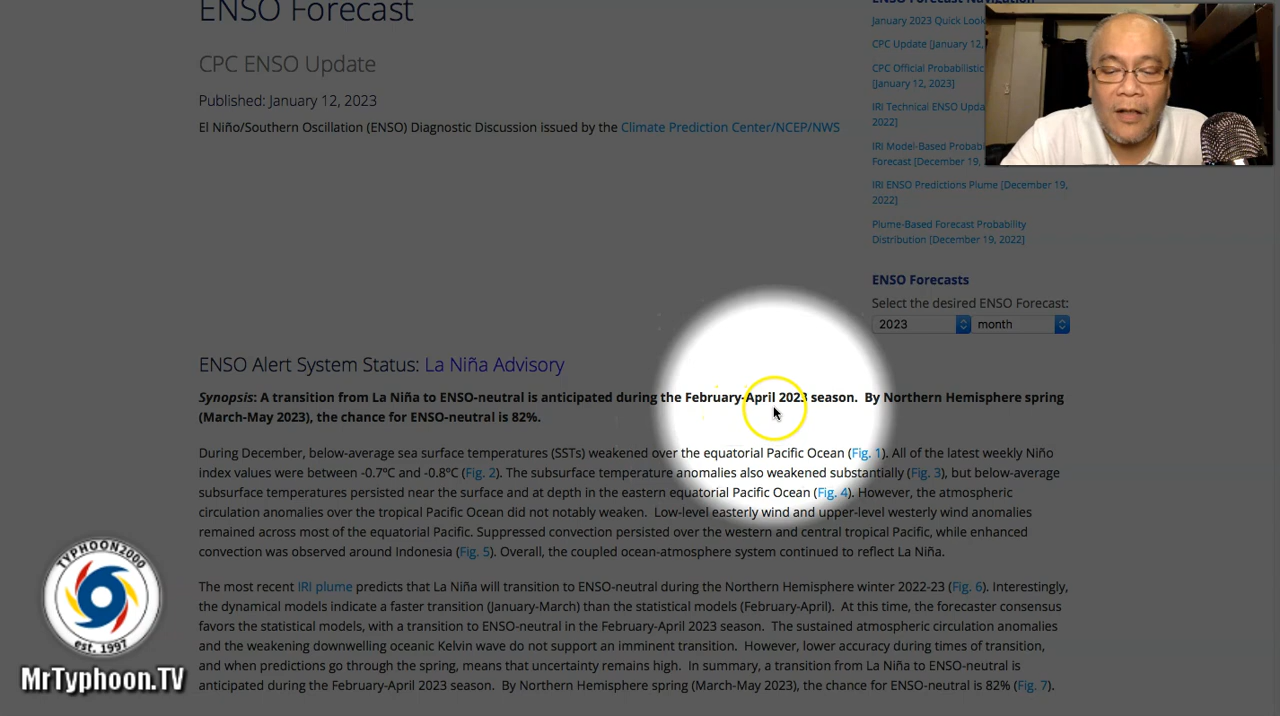 ENSO Forecast
CPC ENSO Update
Published: January 12, 2023
El Niño/Southern Oscillation (ENSO) Diagnostic Discussion issued by the Climate Prediction Center/NCEP/NWS
January 2023 Quick Look
CPC Update [January 12,
CPC Official Probabilistic
[January 12, 2023]
IRI Technical ENSO Upda
2022]
IRI Model-Based Probabi
Forecast [December 19,
IRI ENSO Predictions Plume [December 19,
2022]
Plume-Based Forecast Probability
Distribution [December 19, 2022]
ENSO Forecasts
Select the desired ENSO Forecast:
2023 month
ENSO Alert System Status: La Niña Advisory
Synopsis: A transition from La Niña to ENSO-neutral is anticipated during the February-April 2023 season.  By Northern Hemisphere spring
(March-May 2023), the chance for ENSO-neutral is 82%.
During December, below-average sea surface temperatures (SSTs) weakened over the equatorial Pacific Ocean (Fig. 1). All of the latest weekly Niño
index values were between -0.7ºC and -0.8ºC (Fig. 2). The subsurface temperature anomalies also weakened substantially (Fig. 3), but below-average
subsurface temperatures persisted near the surface and at depth in the eastern equatorial Pacific Ocean (Fig. 4). However, the atmospheric
circulation anomalies over the tropical Pacific Ocean did not notably weaken.  Low-level easterly wind and upper-level westerly wind anomalies
remained across most of the equatorial Pacific. Suppressed convection persisted over the western and central tropical Pacific, while enhanced
convection was observed around Indonesia (Fig. 5). Overall, the coupled ocean-atmosphere system continued to reflect La Niña.
The most recent IRI plume predicts that La Niña will transition to ENSO-neutral during the Northern Hemisphere winter 2022-23 (Fig. 6). Interestingly,
the dynamical models indicate a faster transition (January-March) than the statistical models (February-April).  At this time, the forecaster consensus
favors the statistical models, with a transition to ENSO-neutral in the February-April 2023 season.  The sustained atmospheric circulation anomalies
and the weakening downwelling oceanic Kelvin wave do not support an imminent transition.  However, lower accuracy during times of transition,
and when predictions go through the spring, means that uncertainty remains high.  In summary, a transition from La Niña to ENSO-neutral is
anticipated during the February-April 2023 season.  By Northern Hemisphere spring (March-May 2023), the chance for ENSO-neutral is 82% (Fig. 7).
TYPHOON2000
est. 1997
MrTyphoon.TV